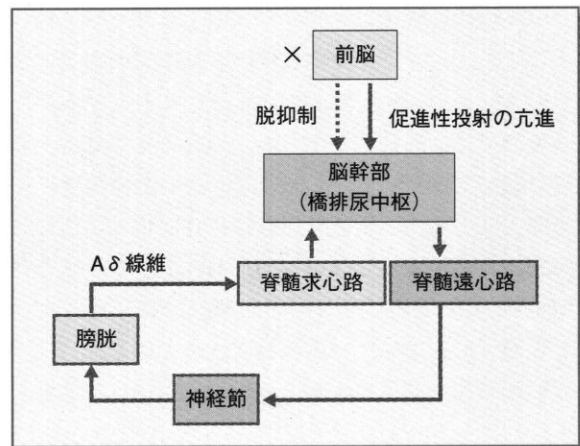 × 前脳
脱抑制
促進性投射の亢進
脳幹部
（橋排尿中枢）
Aδ線維
脊髄求心路
脊髄遠心路
膀胱
神経節